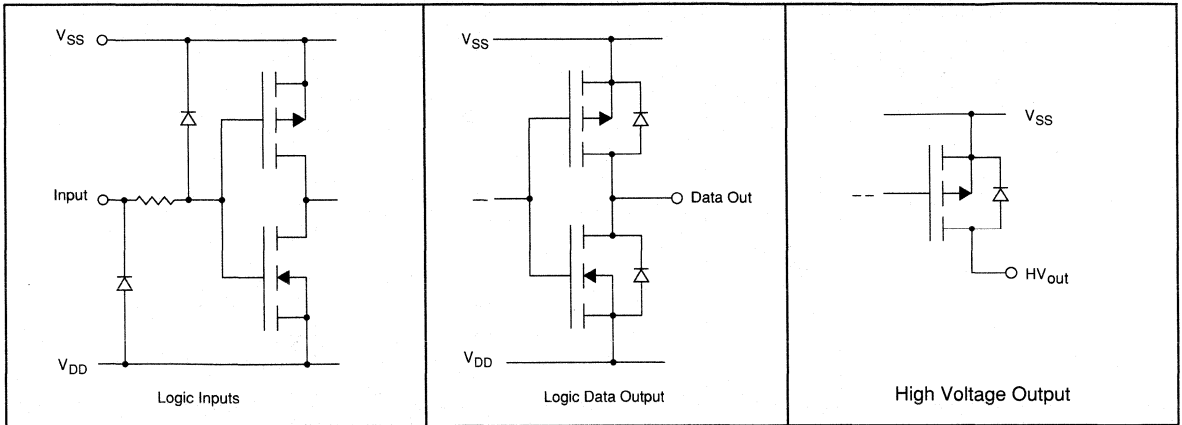 VSS
Input
VDD
Logic Inputs
VSS
Data Out
VDD
Logic Data Output
VSS
HVout
High Voltage Output